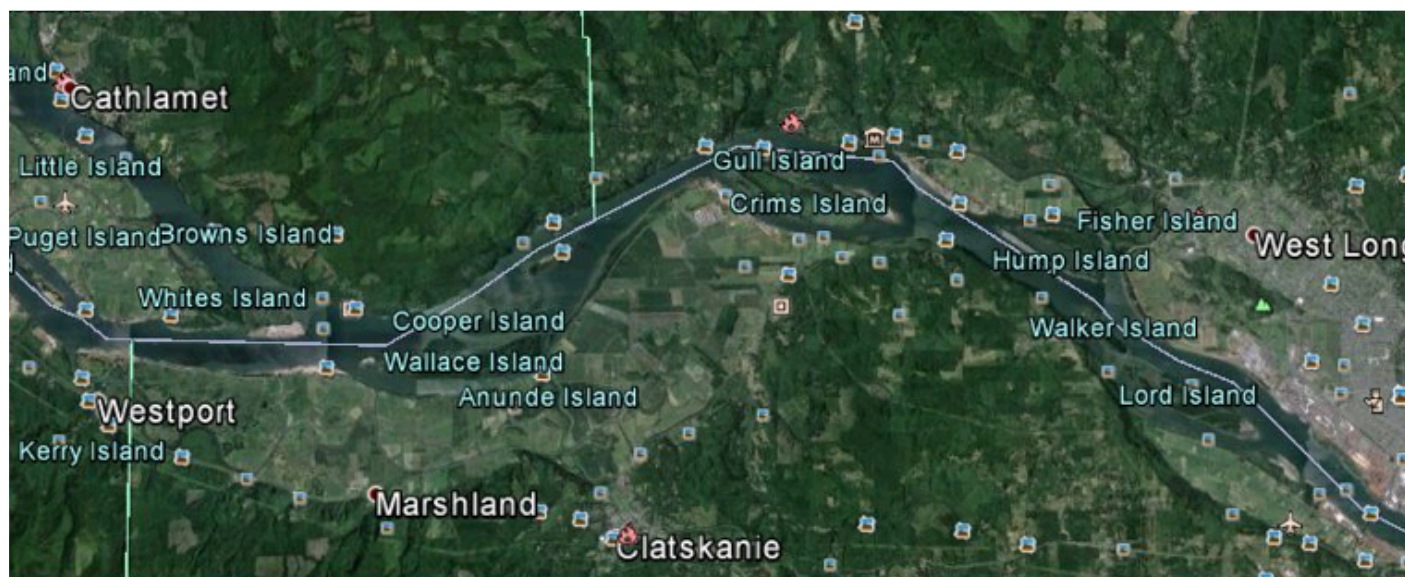 and
Cathlamet
Little Island
Gull Island
Crims Island
Fisher Island
Puget Island
Browns Island
West Long
Hump Island
Whites Island
Cooper Island
Walker Island
Wallace Island
Anunde Island
Lord Island
Westport
Kerry Island
Marshland
Clatskanie